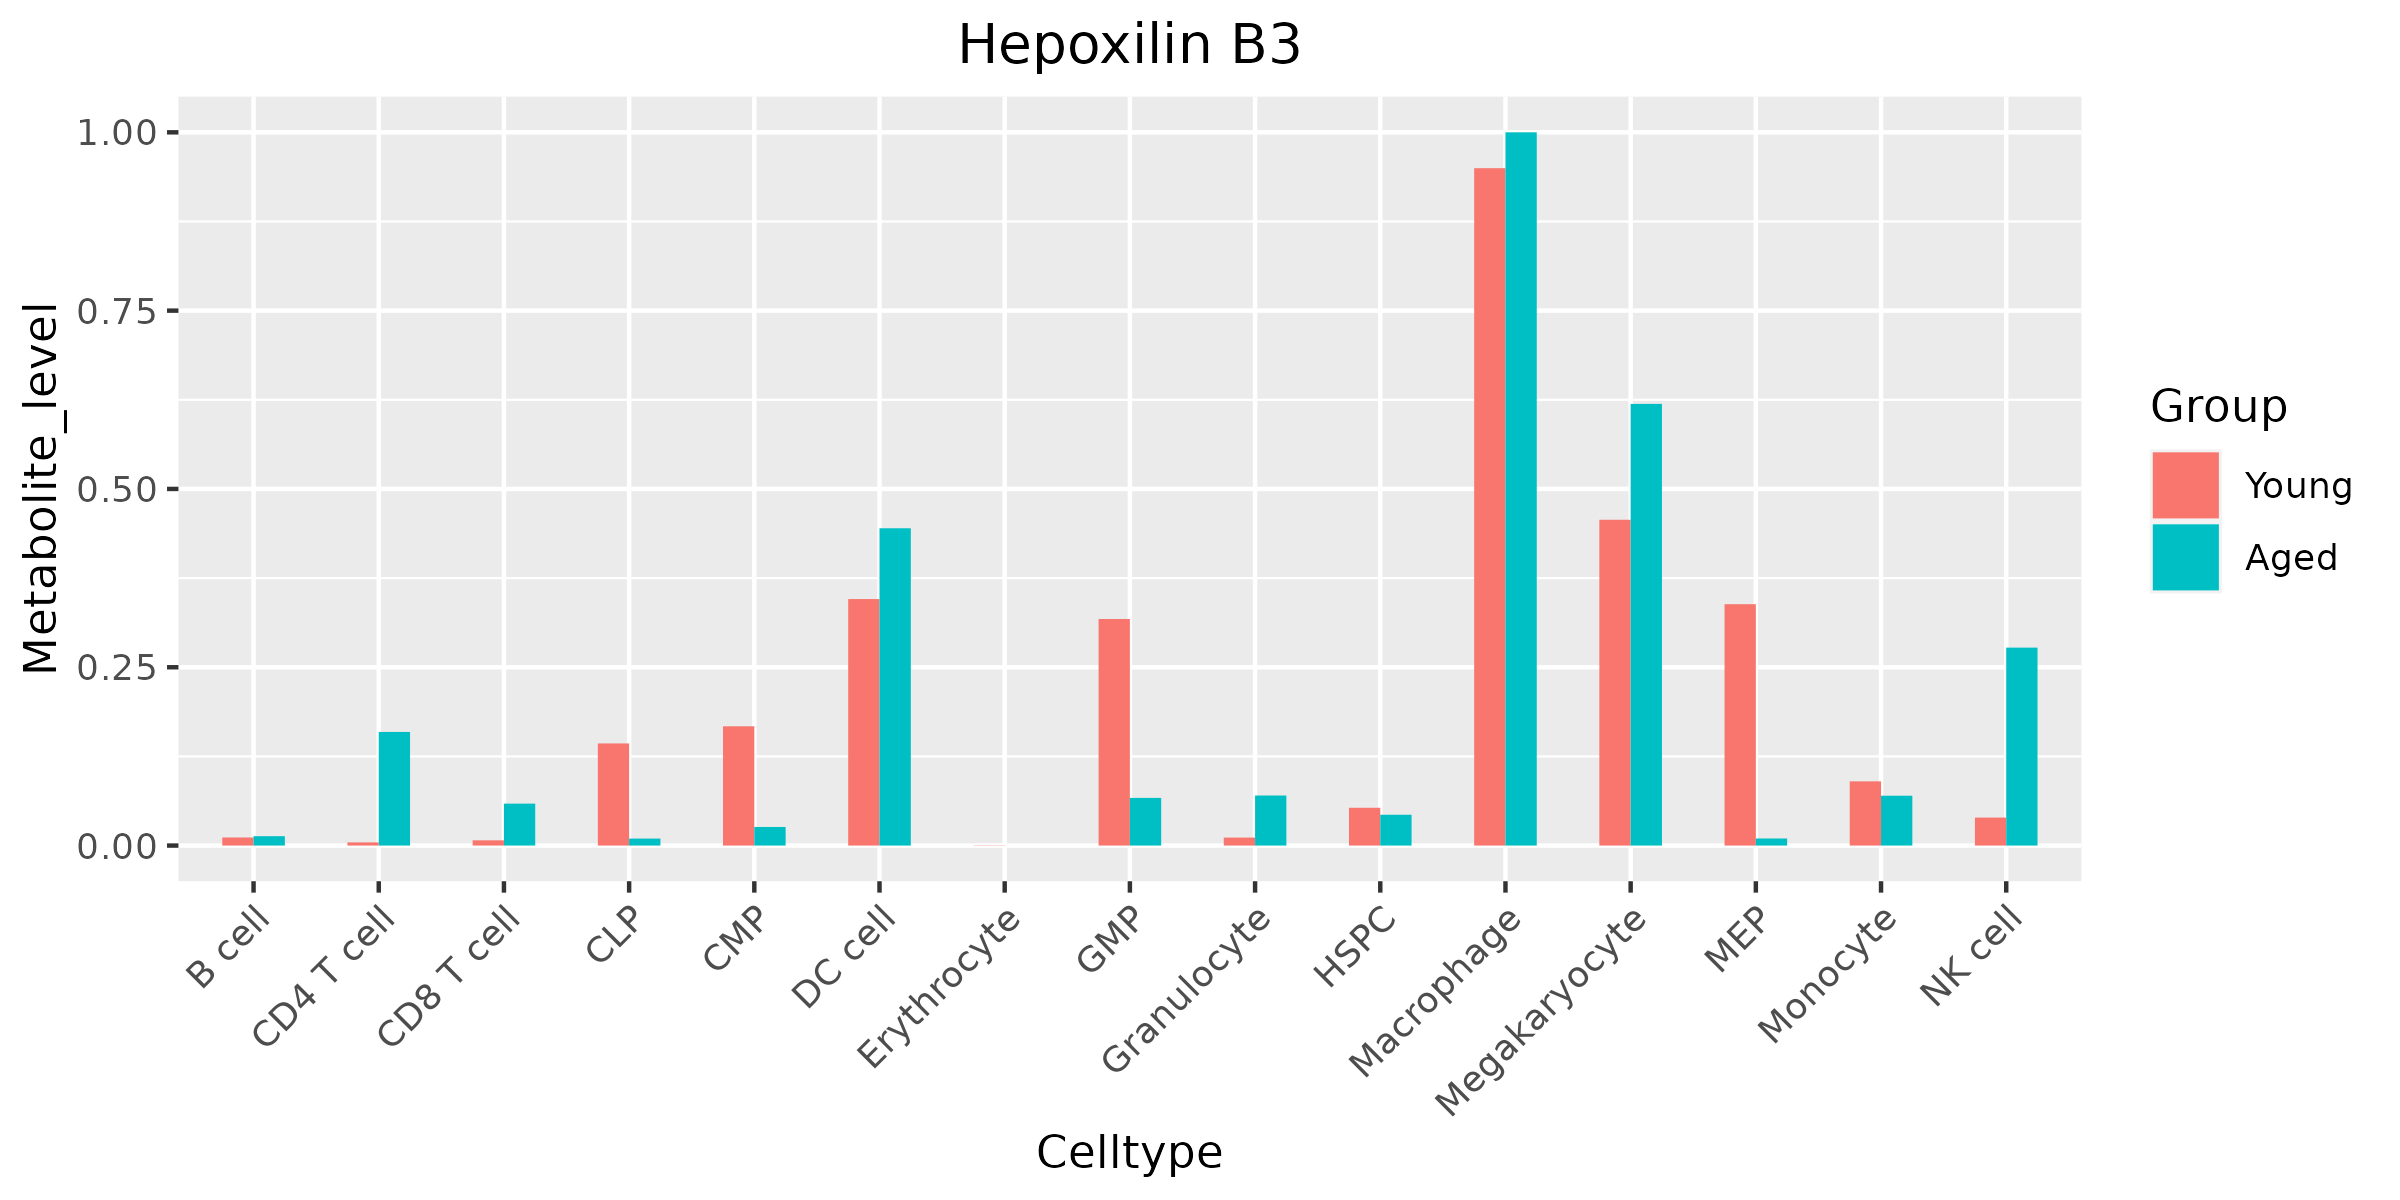 Hepoxilin B3
Metabolite_level
1.00
0.75
0.50
0.25
0.00
B cell
CD4 T cell
CD8 T cell
CLP
CMP
DC cell
Erythrocyte
GMP
Granulocyte
HSPC
Macrophage
Megakaryocyte
MEP
Monocyte
NK cell
Celltype
Group
Young
Aged